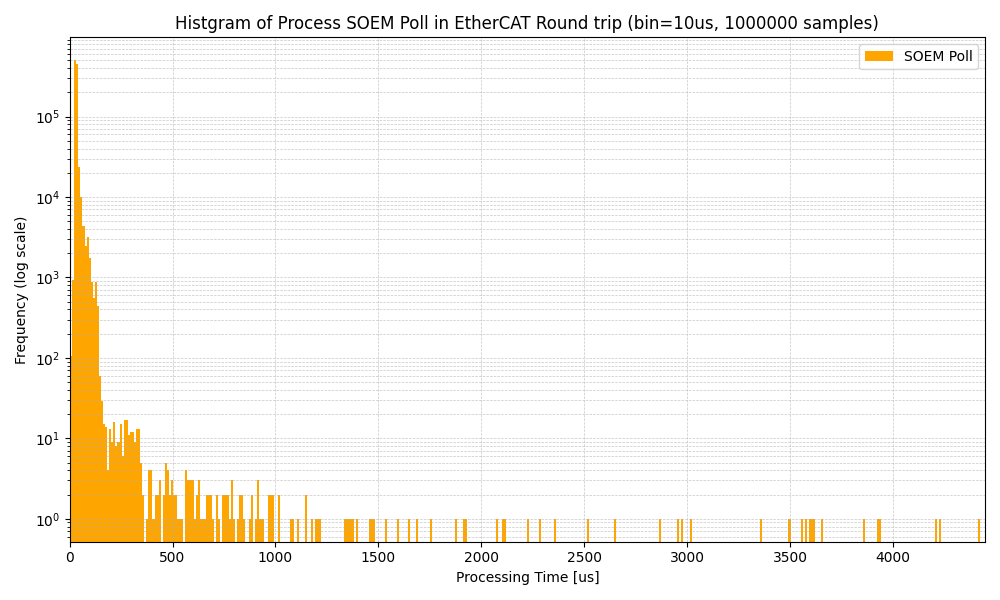 Histgram of Process SOEM Poll in EtherCAT Round trip (bin=10us, 1000000 samples)
SOEM Poll
Frequency (log scale)
10^5
10^4
10^3
10^2
10^1
10^0
0 500 1000 1500 2000 2500 3000 3500 4000
Processing Time [us]